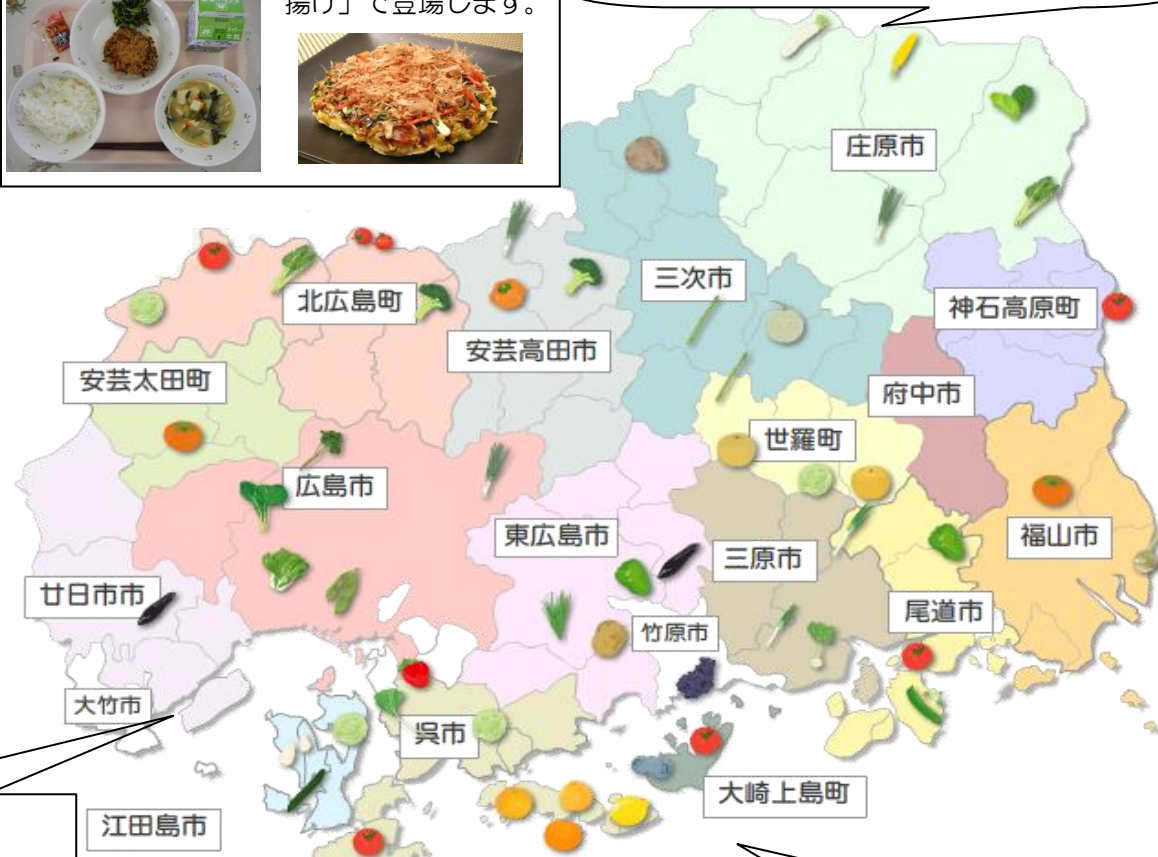 揚げ」で登場します。
庄原市
三次市
北広島町
神石高原町
安芸高田市
安芸太田町
府中市
世羅町
広島市
東広島市
福山市
三原市
廿日市市
尾道市
竹原市
大竹市
呉市
大崎上島町
江田島市